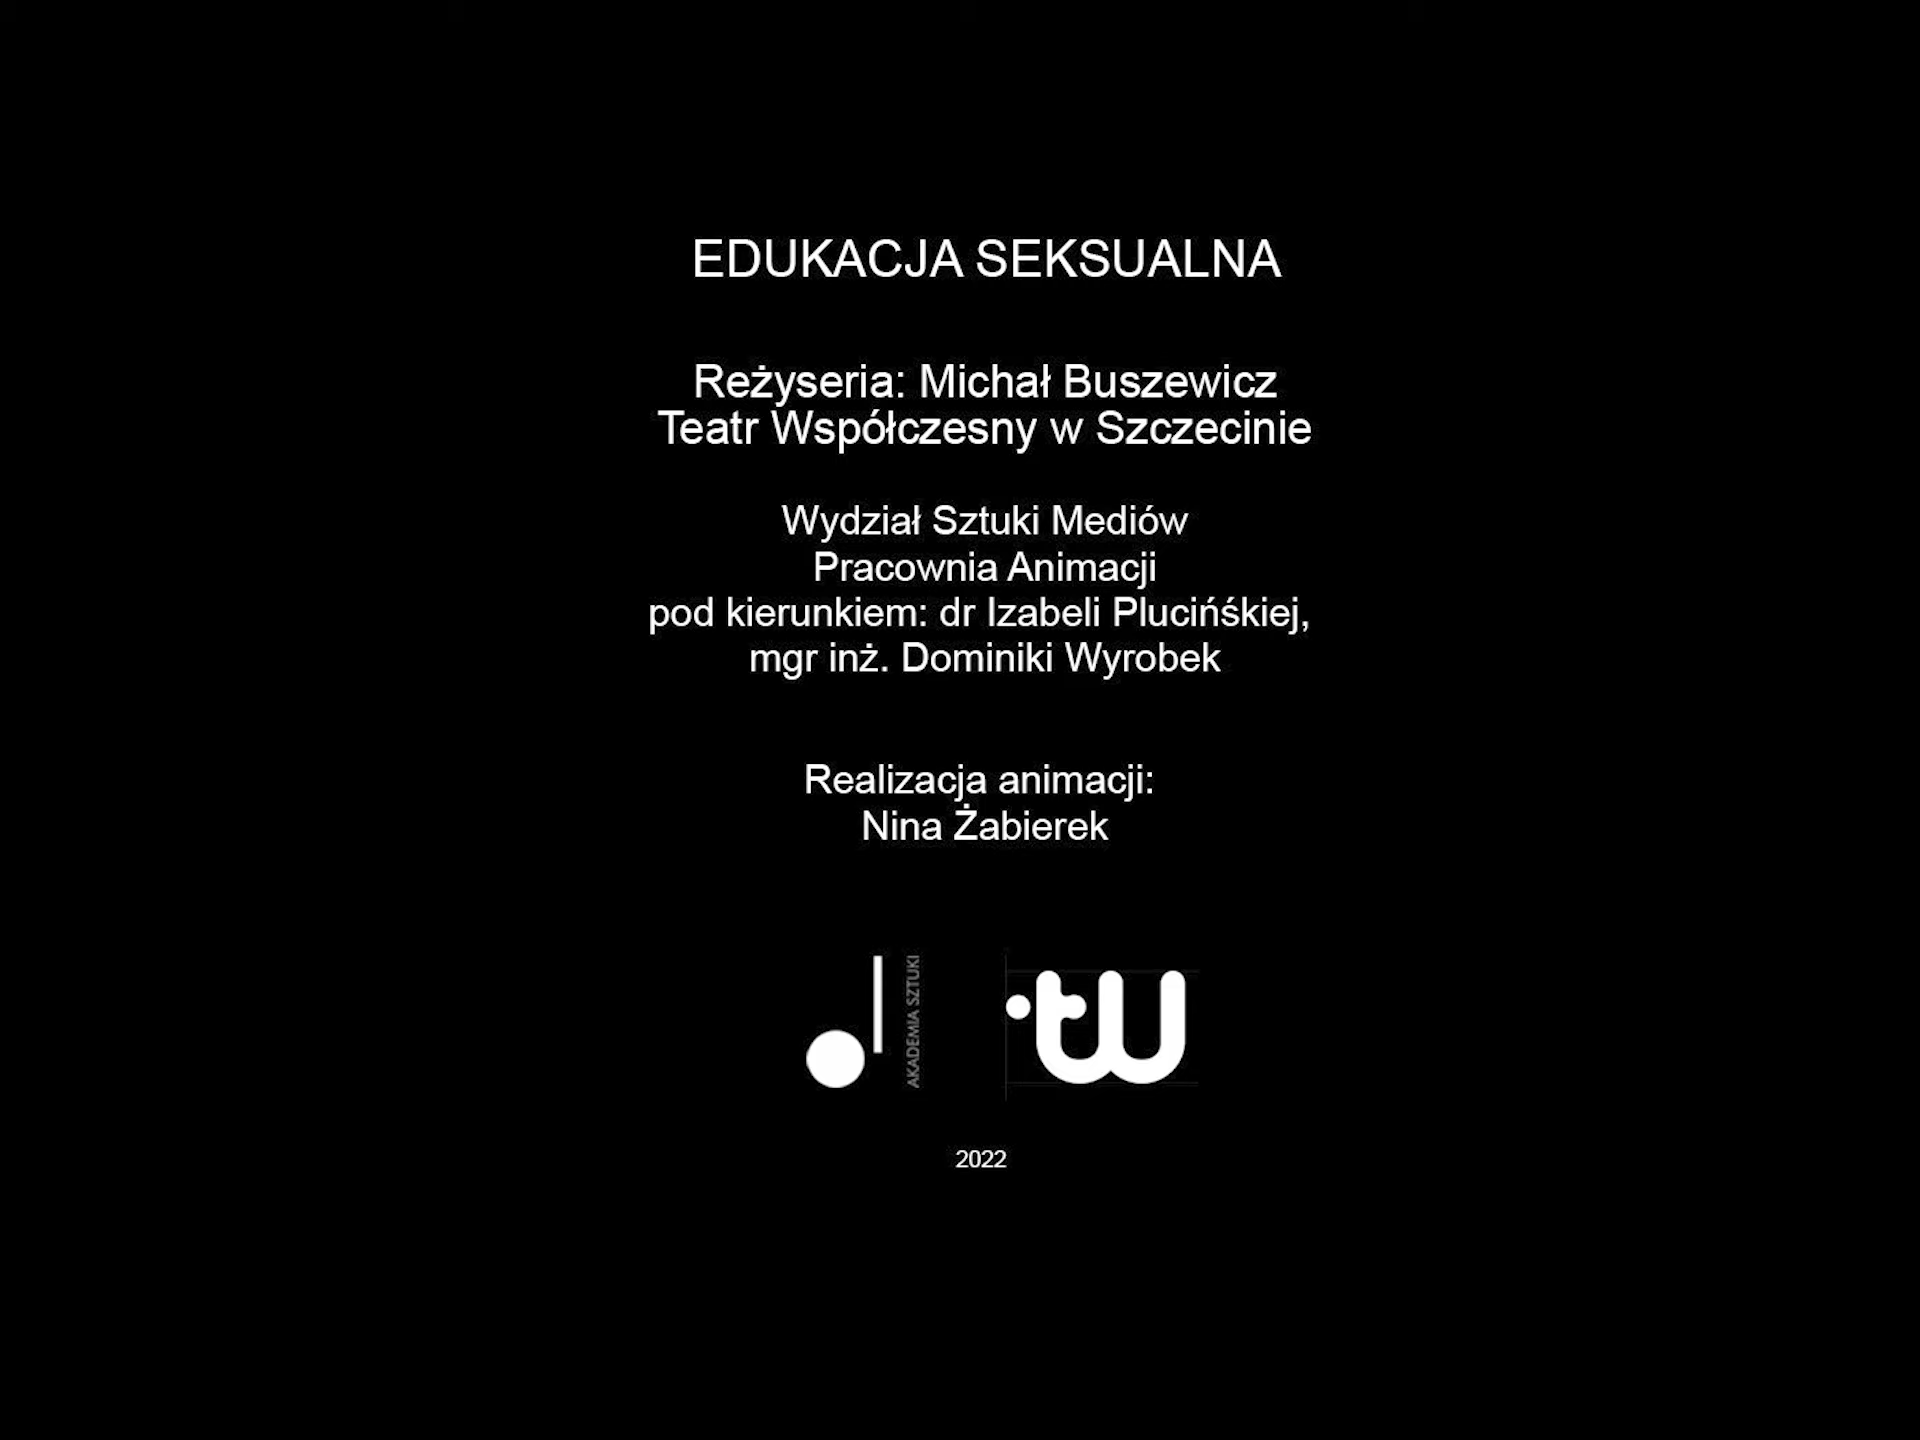 EDUKACJA SEKSUALNA
Reżyseria: Michał Buszewicz
Teatr Współczesny w Szczecinie
Wydział Sztuki Mediów
Pracownia Animacji
pod kierunkiem: dr Izabeli Plucińśkiej,
mgr inż. Dominiki Wyrobek
Realizacja animacji:
Nina Żabierek
AKADEMIA SZTUKI
tw
2022